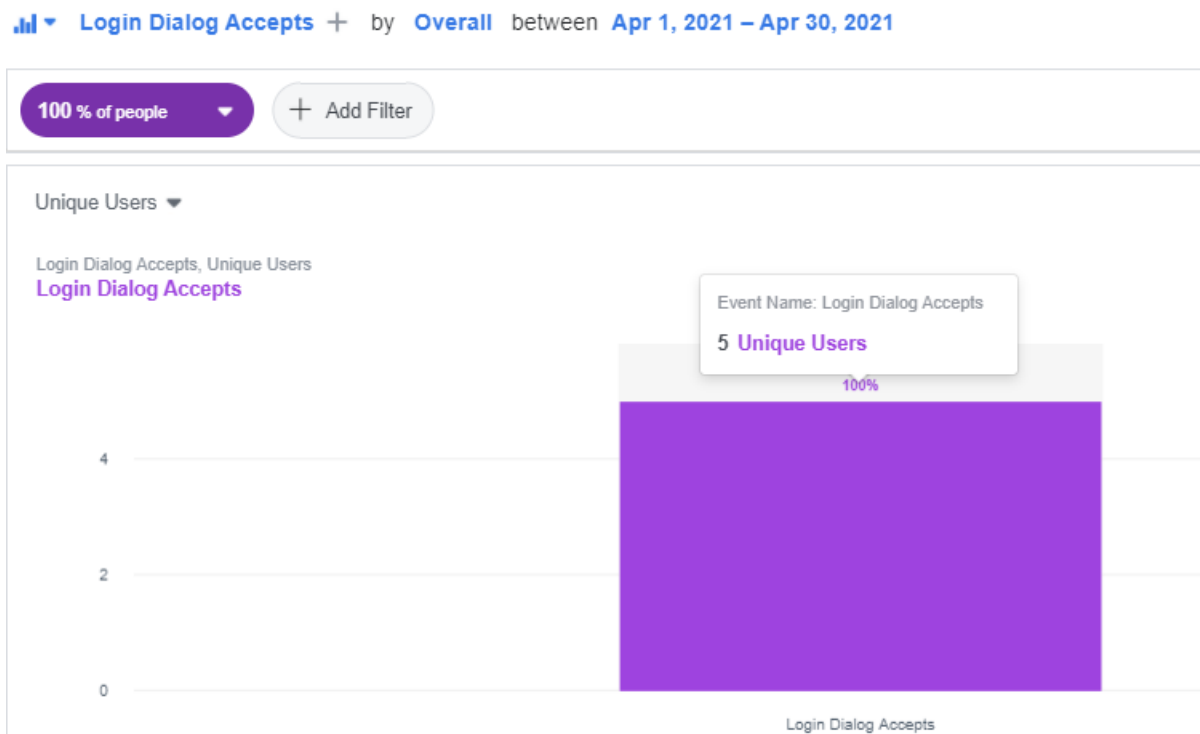 Login Dialog Accepts + by Overall between Apr 1, 2021 – Apr 30, 2021
100 % of people + Add Filter
Unique Users
Login Dialog Accepts, Unique Users
Login Dialog Accepts
Event Name: Login Dialog Accepts
5 Unique Users
100%
4
2
0
Login Dialog Accepts